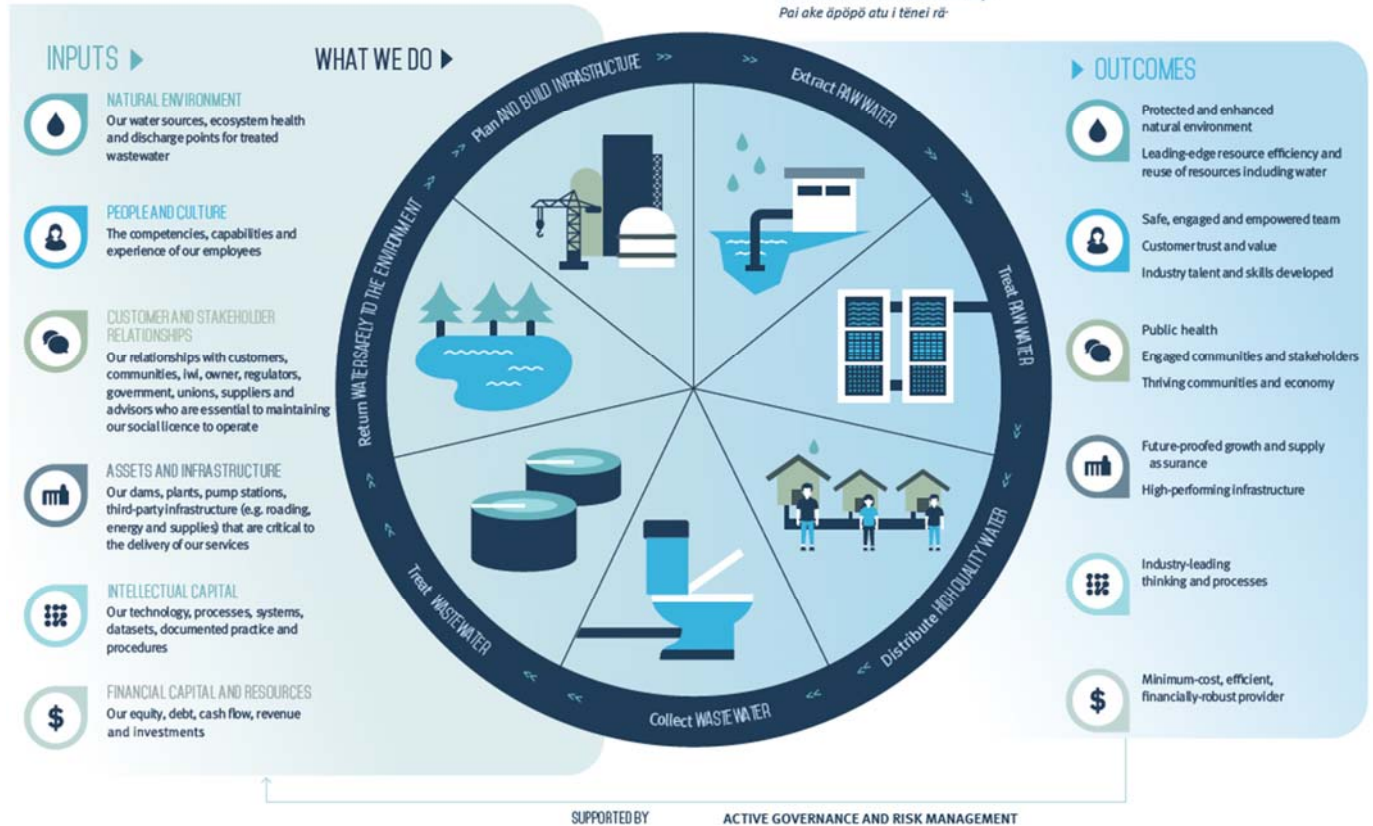 Pai ake āpōpō atu i tēnei rā-
INPUTS
NATURAL ENVIRONMENT
Our water sources, ecosystem health
and discharge points for treated
wastewater
PEOPLE AND CULTURE
The competencies, capabilities and
experience of our employees
CUSTOMER AND STAKEHOLDER
RELATIONSHIPS
Our relationships with customers,
communities, iwi, owner, regulators,
government, unions, suppliers and
advisors who are essential to maintaining
our social licence to operate
ASSETS AND INFRASTRUCTURE
Our dams, plants, pump stations,
third-party infrastructure (e.g. roading,
energy and supplies) that are critical to
the delivery of our services
INTELLECTUAL CAPITAL
Our technology, processes, systems,
datasets, documented practice and
procedures
$
FINANCIAL CAPITAL AND RESOURCES
Our equity, debt, cash flow, revenue
and investments
WHAT WE DO
Plan AND BUILD INFRASTRUCTURE
Extract RAW WATER
Treat RAW WATER
Distribute HIGH QUALITY WATER
Collect WASTEWATER
Treat WASTEWATER
Return WATER SAFELY TO THE ENVIRONMENT
OUTCOMES
Protected and enhanced
natural environment
Leading-edge resource efficiency and
reuse of resources including water
Safe, engaged and empowered team
Customer trust and value
Industry talent and skills developed
Public health
Engaged communities and stakeholders
Thriving communities and economy
Future-proofed growth and supply
assurance
High-performing infrastructure
Industry-leading
thinking and processes
$
Minimum-cost, efficient,
financially-robust provider
SUPPORTED BY ACTIVE GOVERNANCE AND RISK MANAGEMENT